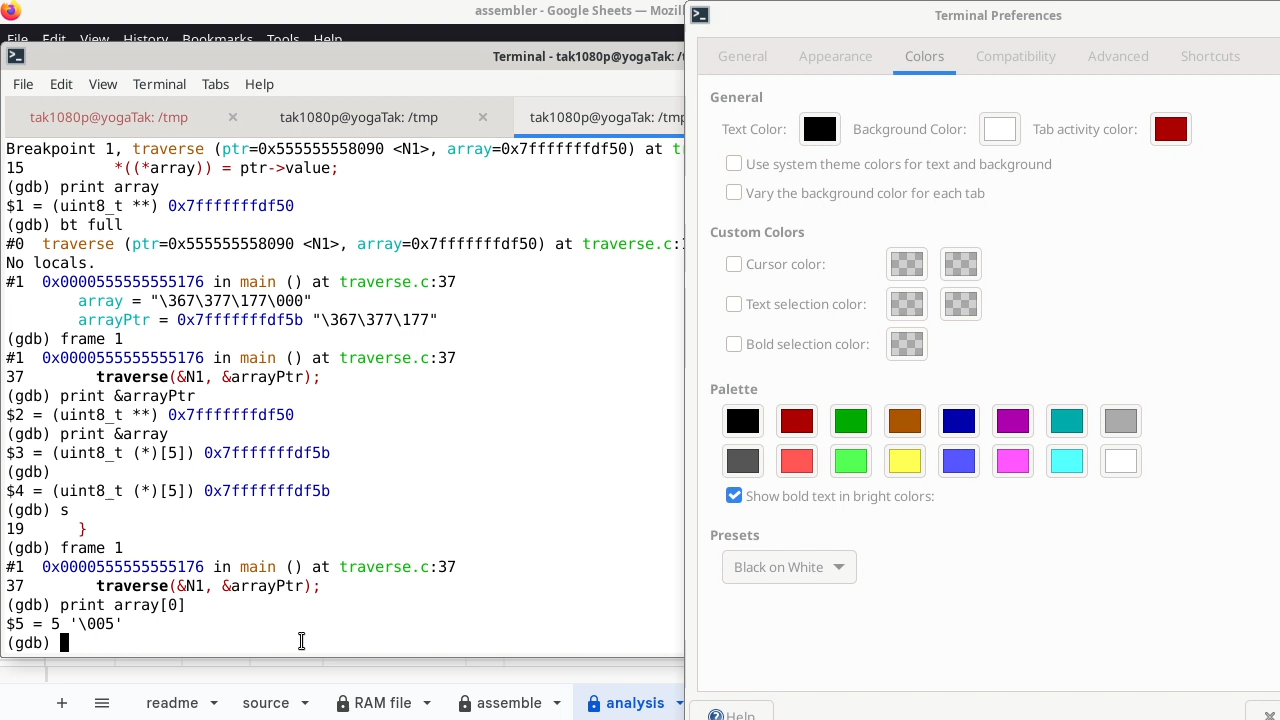 assembler - Google Sheets — Mozil
File Edit View History Bookmarks Tools Help
Terminal - tak1080p@yogaTak: /t
File Edit View Terminal Tabs Help
tak1080p@yogaTak: /tmp × tak1080p@yogaTak: /tmp × tak1080p@yogaTak: /tmp
Breakpoint 1, traverse (ptr=0x555555558090 <N1>, array=0x7fffffffdf50) at t
15          *((*array)) = ptr->value;
(gdb) print array
$1 = (uint8_t **) 0x7fffffffdf50
(gdb) bt full
#0  traverse (ptr=0x555555558090 <N1>, array=0x7fffffffdf50) at traverse.c:
No locals.
#1  0x0000555555555176 in main () at traverse.c:37
        array = "\367\377\177\000"
        arrayPtr = 0x7fffffffdf5b "\367\377\177"
(gdb) frame 1
#1  0x0000555555555176 in main () at traverse.c:37
37        traverse(&N1, &arrayPtr);
(gdb) print &arrayPtr
$2 = (uint8_t **) 0x7fffffffdf50
(gdb) print &array
$3 = (uint8_t (*)[5]) 0x7fffffffdf5b
(gdb)
$4 = (uint8_t (*)[5]) 0x7fffffffdf5b
(gdb) s
19      }
(gdb) frame 1
#1  0x0000555555555176 in main () at traverse.c:37
37        traverse(&N1, &arrayPtr);
(gdb) print array[0]
$5 = 5 '\005'
(gdb)
readme source RAM file assemble analysis
Terminal Preferences
General Appearance Colors Compatibility Advanced Shortcuts
General
Text Color: Background Color: Tab activity color:
Use system theme colors for text and background
Vary the background color for each tab
Custom Colors
Cursor color:
Text selection color:
Bold selection color:
Palette
Show bold text in bright colors:
Presets
Black on White
Help